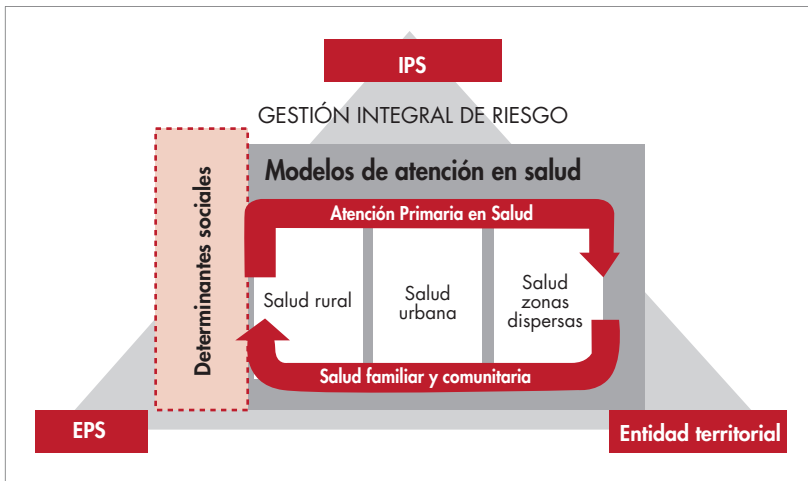 IPS
GESTIÓN INTEGRAL DE RIESGO
Determinantes sociales
Modelos de atención en salud
Atención Primaria en Salud
Salud rural
Salud
urbana
Salud
zonas
dispersas
Salud familiar y comunitaria
EPS
Entidad territorial